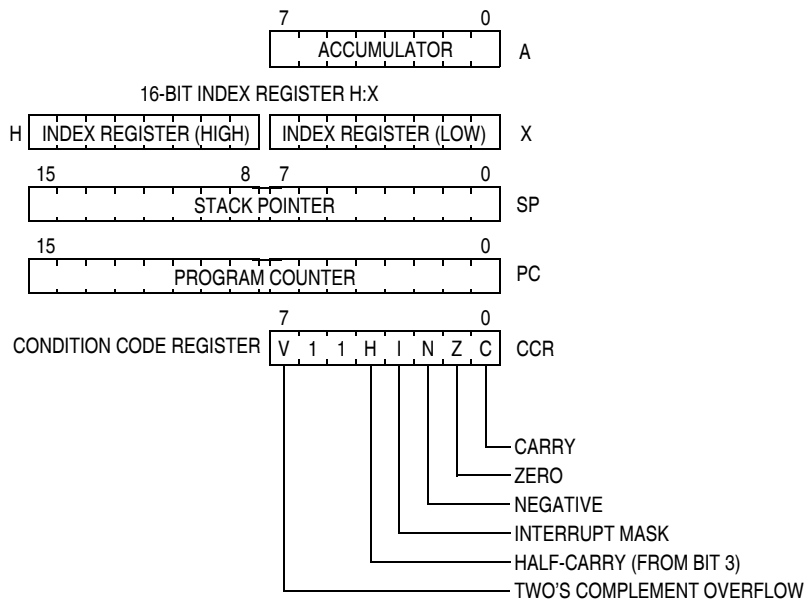 7 0
ACCUMULATOR A
16-BIT INDEX REGISTER H:X
H INDEX REGISTER (HIGH) INDEX REGISTER (LOW) X
15 8 7 0
STACK POINTER SP
15 0
PROGRAM COUNTER PC
7 0
CONDITION CODE REGISTER V 1 1 H I N Z C CCR
CARRY
ZERO
NEGATIVE
INTERRUPT MASK
HALF-CARRY (FROM BIT 3)
TWO'S COMPLEMENT OVERFLOW